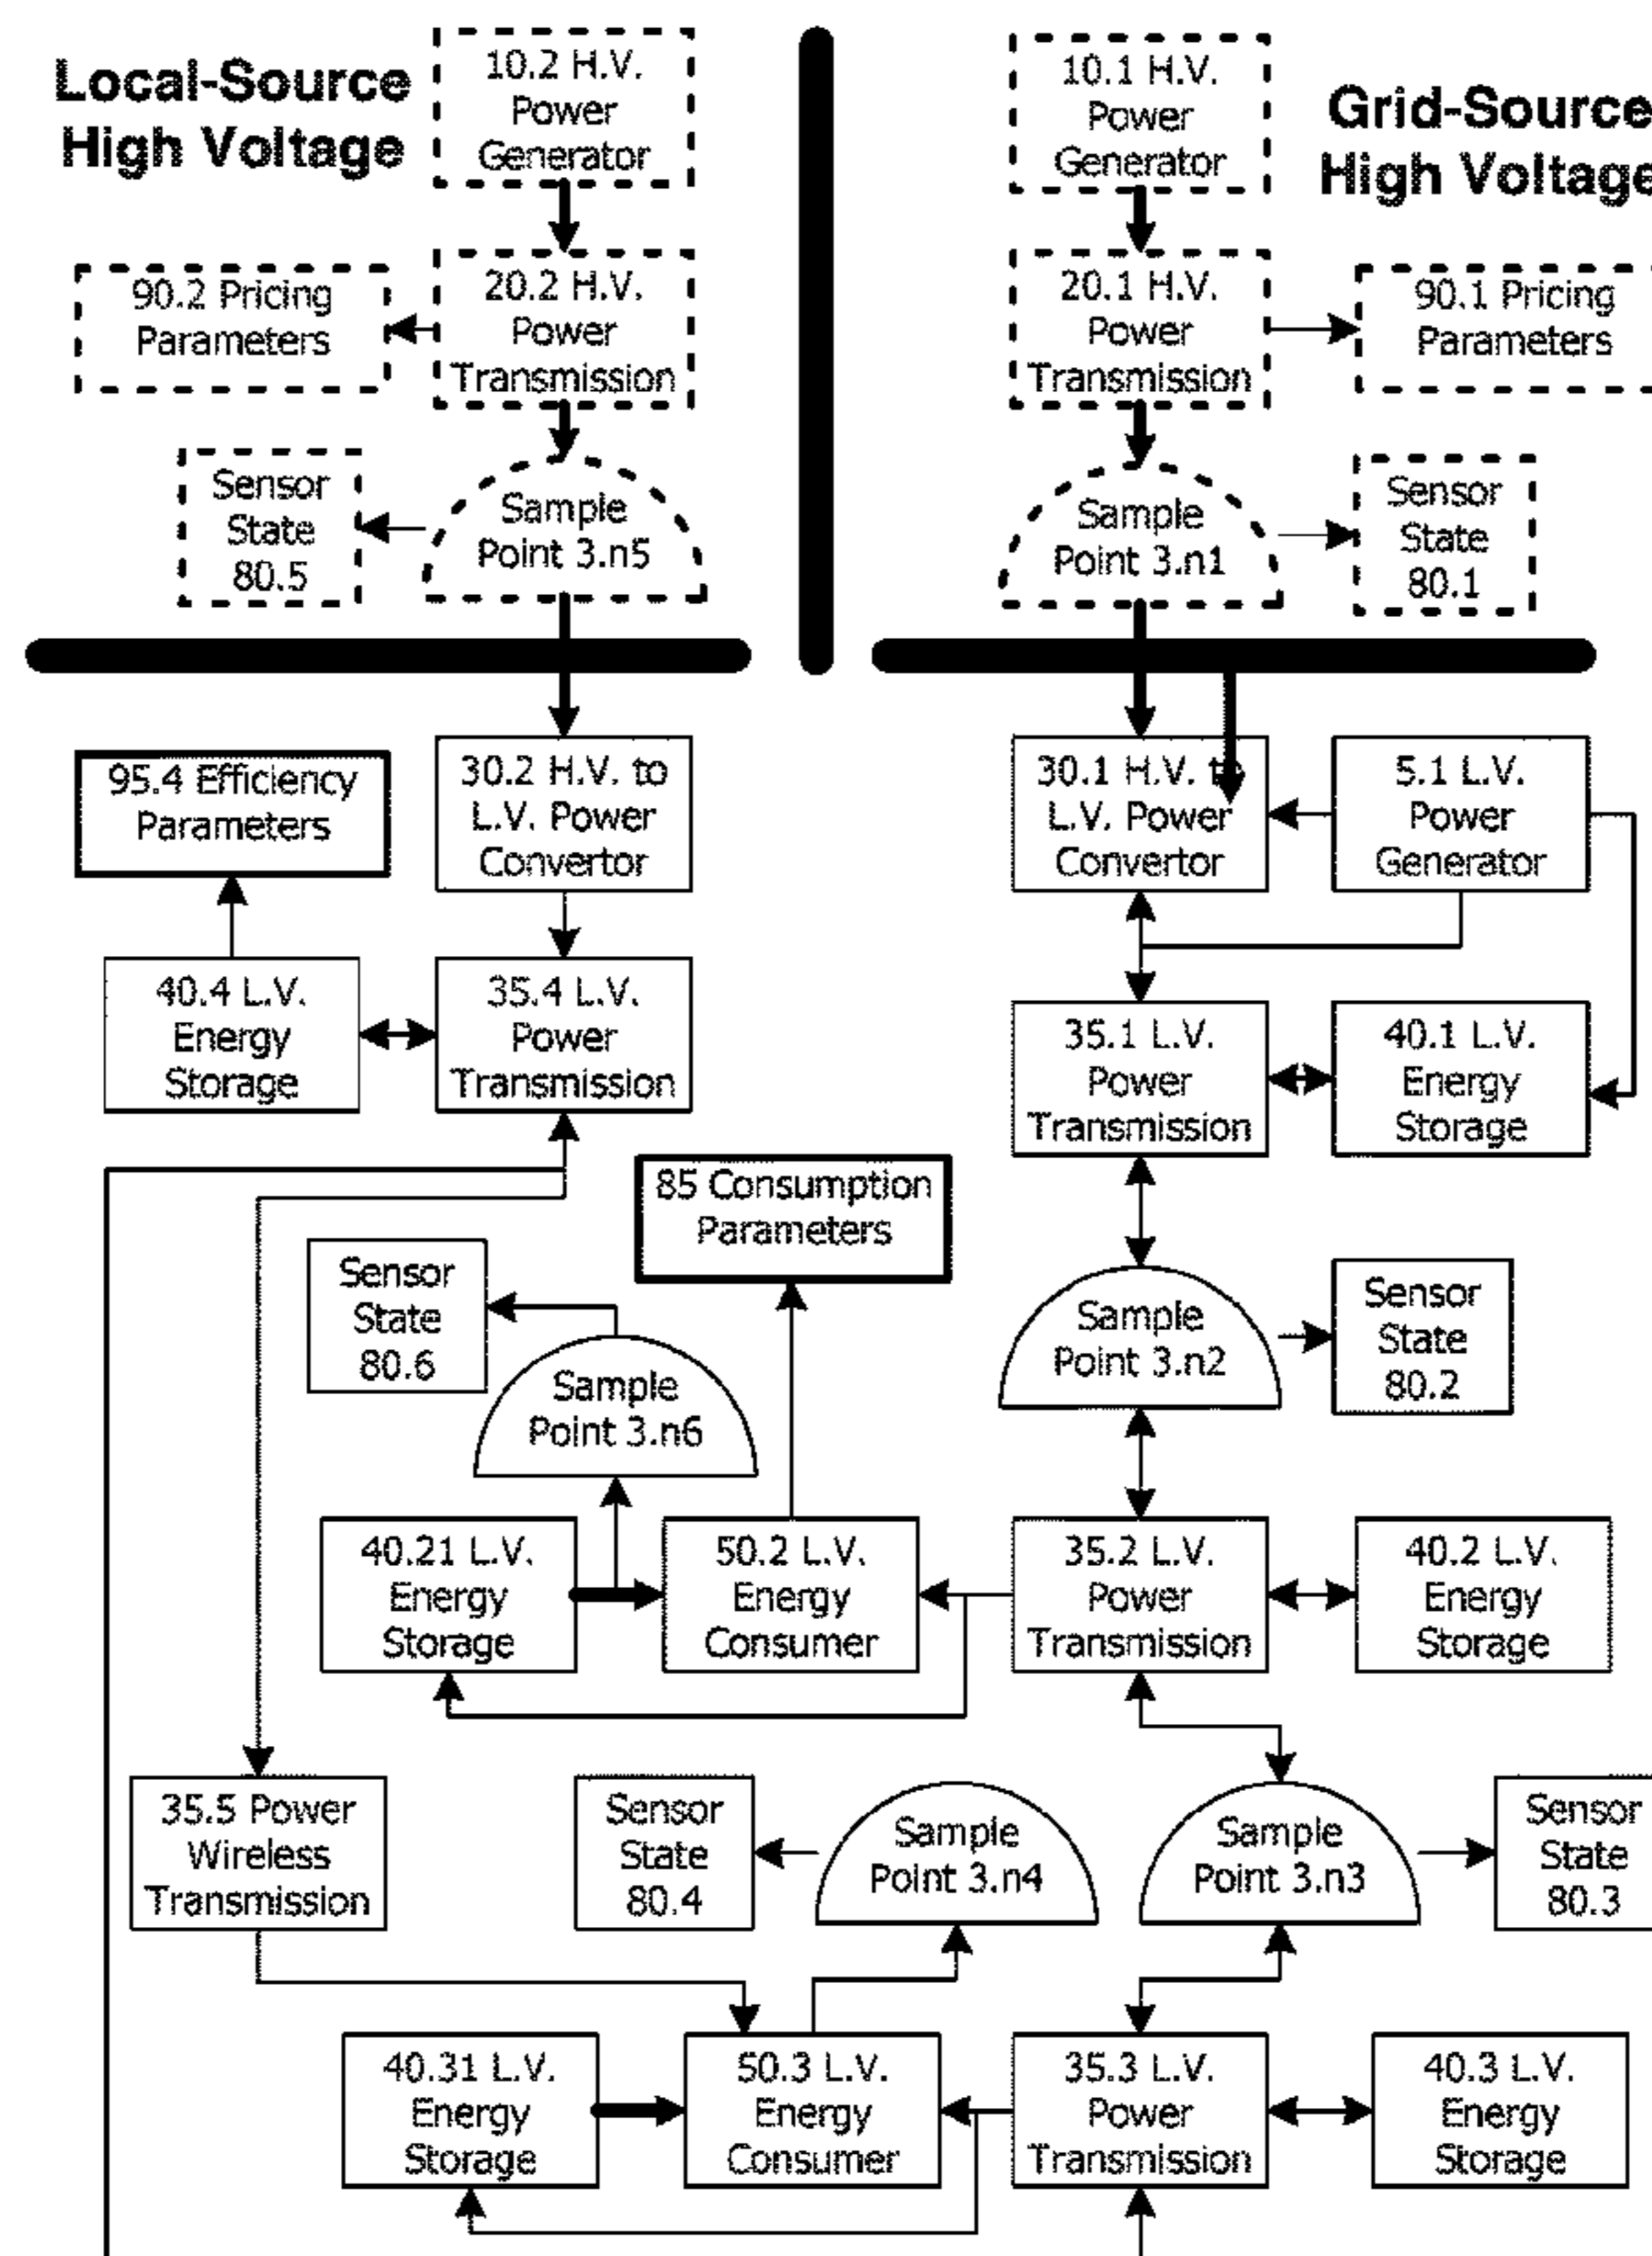 Local-Source
High Voltage
10.2 H.V.
Power
Generator
10.1 H.V.
Power
Generator
Grid-Source
High Voltage
90.2 Pricing
Parameters
20.2 H.V.
Power
Transmission
20.1 H.V.
Power
Transmission
90.1 Pricing
Parameters
Sensor
State
80.5
Sample
Point 3.n5
Sample
Point 3.n1
Sensor
State
80.1
95.4 Efficiency
Parameters
30.2 H.V. to
L.V. Power
Convertor
30.1 H.V. to
L.V. Power
Convertor
5.1 L.V.
Power
Generator
40.4 L.V.
Energy
Storage
35.4 L.V.
Power
Transmission
35.1 L.V.
Power
Transmission
40.1 L.V.
Energy
Storage
85 Consumption
Parameters
Sensor
State
80.6
Sample
Point 3.n6
Sample
Point 3.n2
Sensor
State
80.2
40.21 L.V.
Energy
Storage
50.2 L.V.
Energy
Consumer
35.2 L.V.
Power
Transmission
40.2 L.V.
Energy
Storage
35.5 Power
Wireless
Transmission
Sensor
State
80.4
Sample
Point 3.n4
Sample
Point 3.n3
Sensor
State
80.3
40.31 L.V.
Energy
Storage
50.3 L.V.
Energy
Consumer
35.3 L.V.
Power
Transmission
40.3 L.V.
Energy
Storage